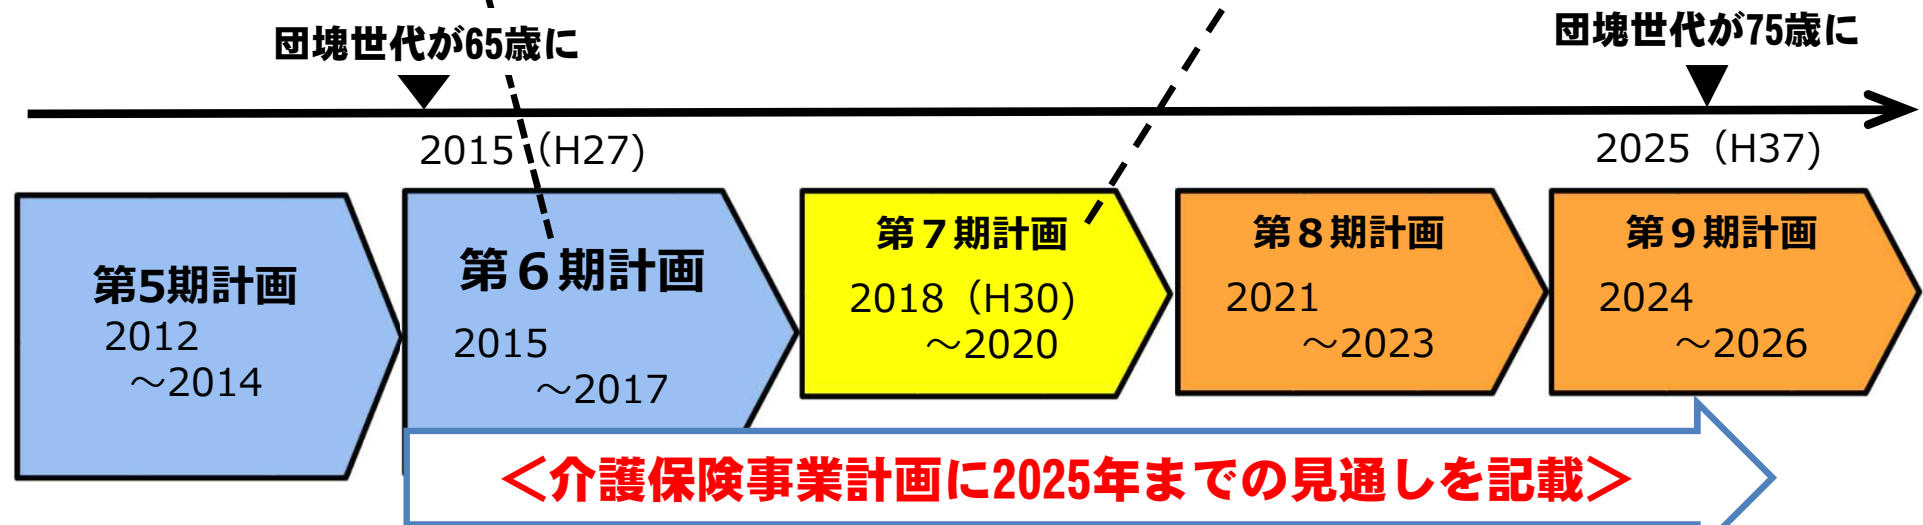 団塊世代が65歳に
団塊世代が75歳に
2015（H27)
2025（H37)
第5期計画
2012
～2014
第６期計画
2015
～2017
第７期計画
2018（H30)
～2020
第８期計画
2021
～2023
第９期計画
2024
～2026
＜介護保険事業計画に2025年までの見通しを記載＞